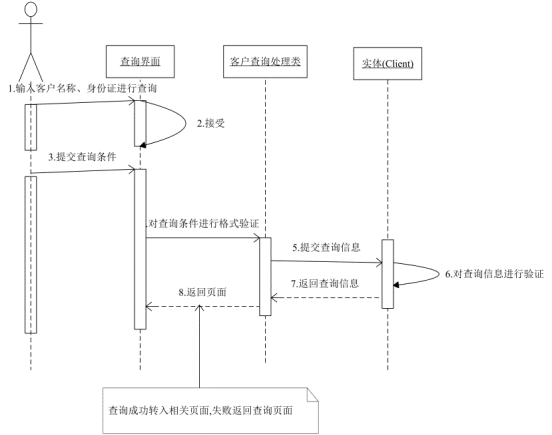 查询界面
客户查询处理类
实体(Client)
1.输入客户名称、身份证进行查询
2.接受
3.提交查询条件
.对查询条件进行格式验证
5.提交查询信息
6.对查询信息进行验证
7.返回查询信息
8.返回页面
查询成功转入相关页面,失败返回查询页面